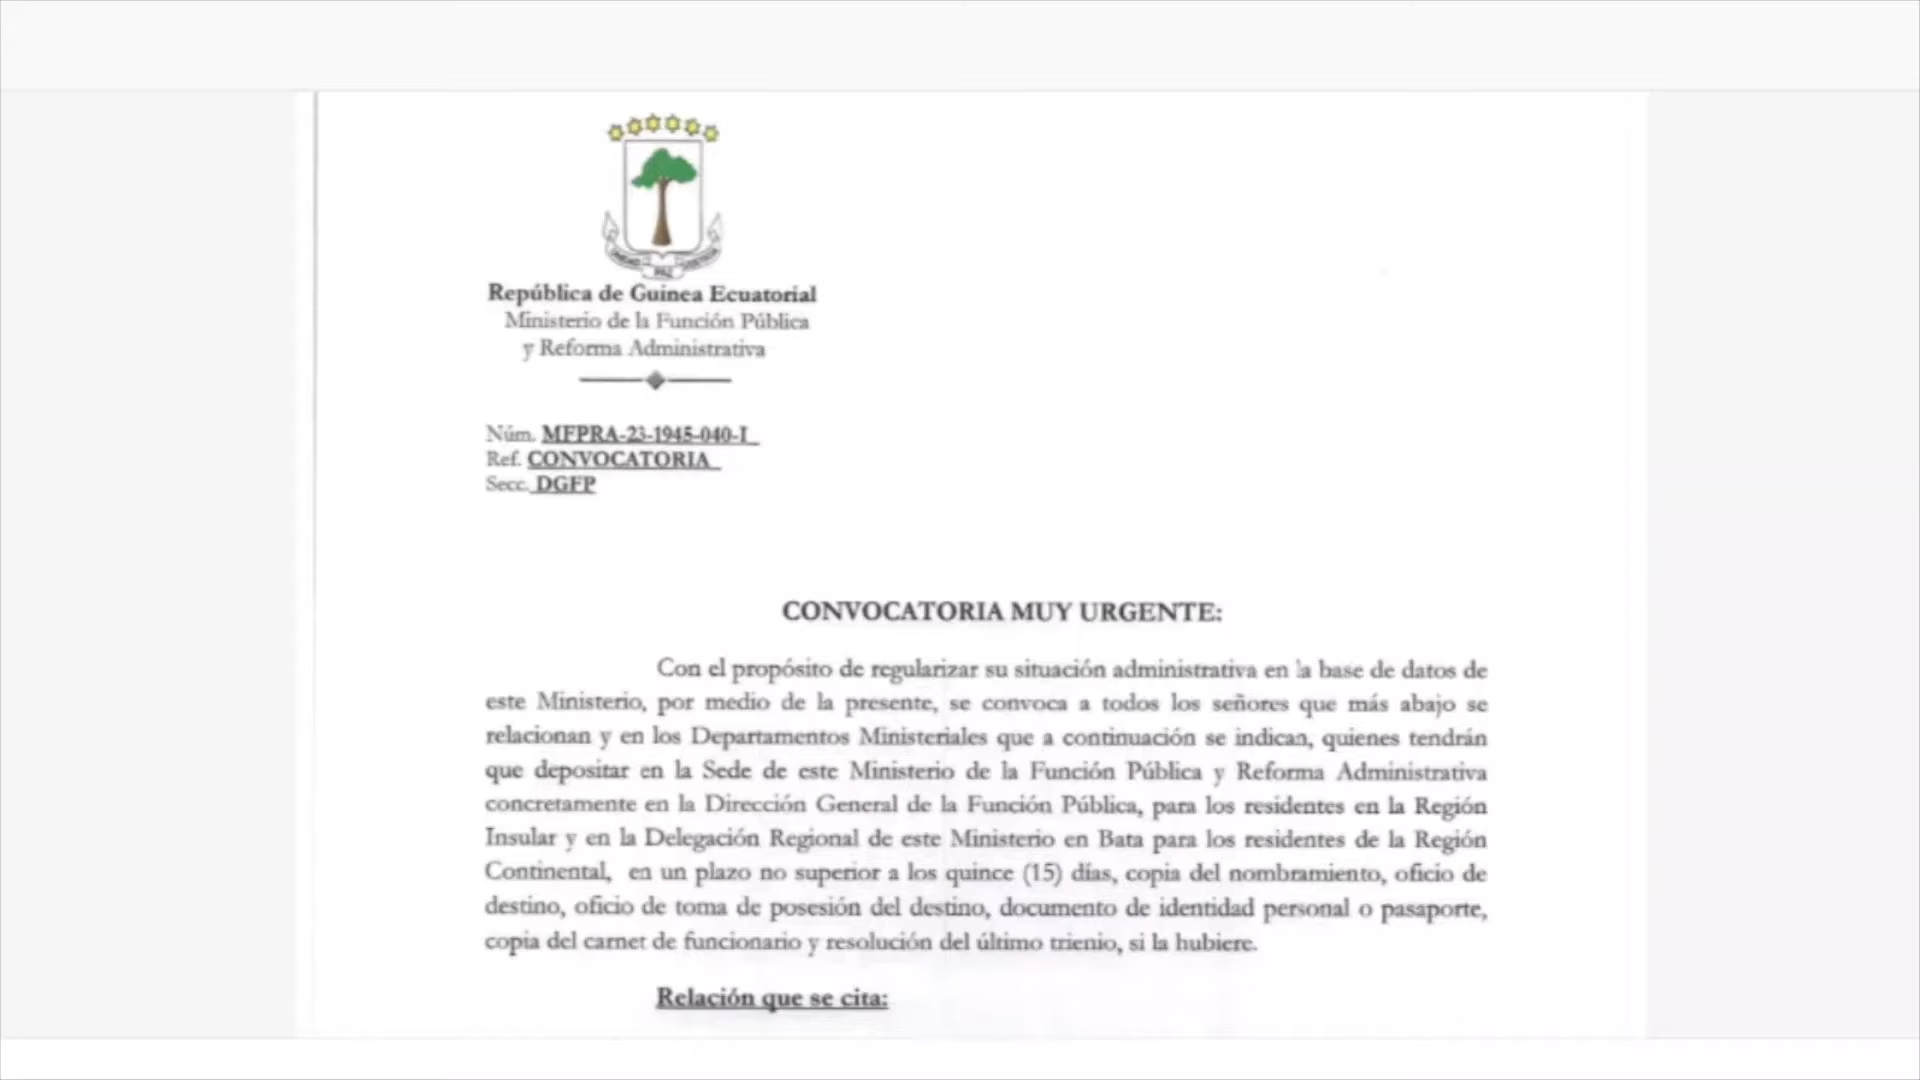 República de Guinea Ecuatorial
Ministerio de la Función Pública
y Reforma Administrativa
Núm. MFPRA-23-1945-040-I
Ref. CONVOCATORIA
Secc. DGFP
CONVOCATORIA MUY URGENTE:
Con el propósito de regularizar su situación administrativa en la base de datos de
este Ministerio, por medio de la presente, se convoca a todos los señores que más abajo se
relacionan y en los Departamentos Ministeriales que a continuación se indican, quienes tendrán
que depositar en la Sede de este Ministerio de la Función Pública y Reforma Administrativa
concretamente en la Dirección General de la Función Pública, para los residentes en la Región
Insular y en la Delegación Regional de este Ministerio en Bata para los residentes de la Región
Continental, en un plazo no superior a los quince (15) días, copia del nombramiento, oficio de
destino, oficio de toma de posesión del destino, documento de identidad personal o pasaporte,
copia del carnet de funcionario y resolución del último trienio, si la hubiere.
Relación que se cita: